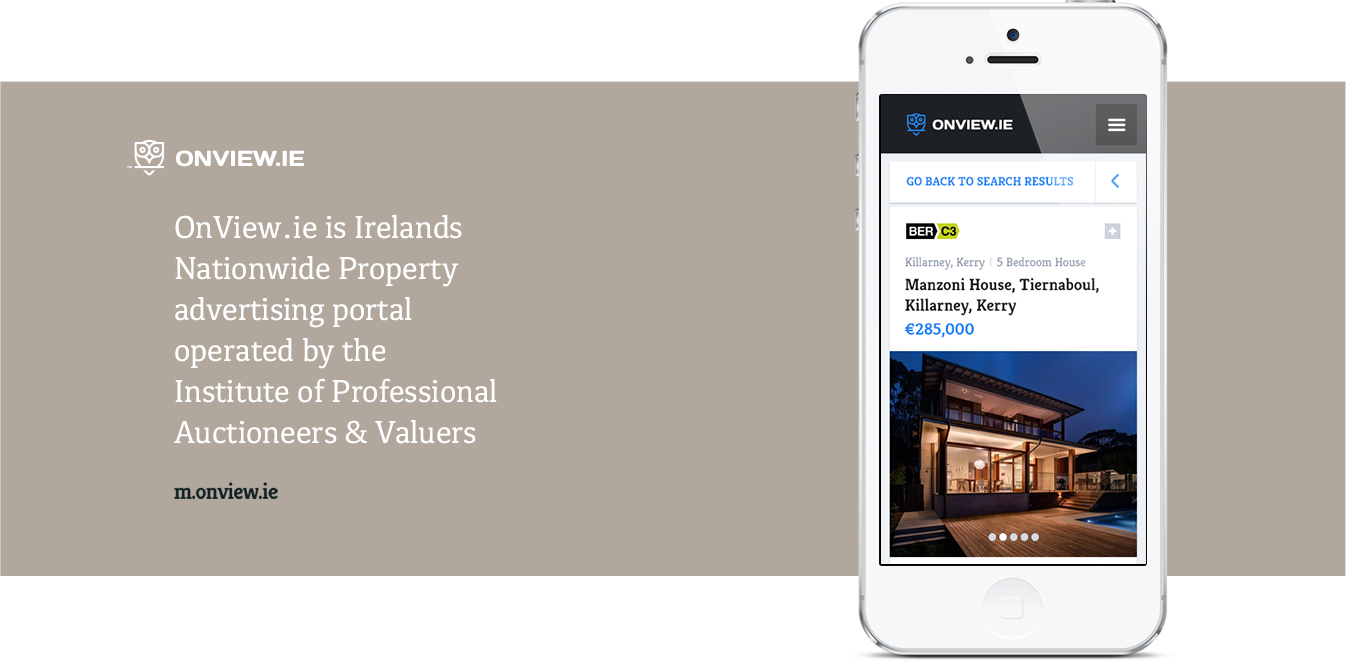 ONVIEW.IE
OnView.ie is Irelands
Nationwide Property
advertising portal
operated by the
Institute of Professional
Auctioneers & Valuers
m.onview.ie
ONVIEW.IE
GO BACK TO SEARCH RESULTS
BER C3
Killarney, Kerry | 5 Bedroom House
Manzoni House, Tiernaboul,
Killarney, Kerry
€285,000